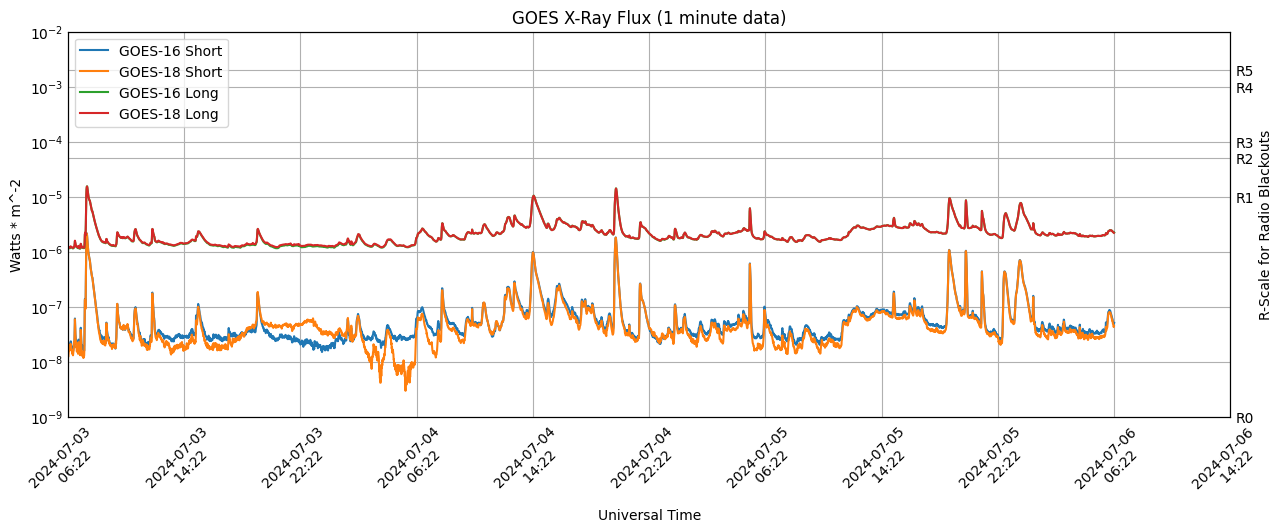 GOES X-Ray Flux (1 minute data)
GOES-16 Short
GOES-18 Short
GOES-16 Long
GOES-18 Long
Watts * m^-2
10^-2
10^-3
10^-4
10^-5
10^-6
10^-7
10^-8
10^-9
R5
R4
R3
R2
R1
R0
R-Scale for Radio Blackouts
2024-07-03
06:22
2024-07-03
14:22
2024-07-03
22:22
2024-07-04
06:22
2024-07-04
14:22
2024-07-04
22:22
2024-07-05
06:22
2024-07-05
14:22
2024-07-05
22:22
2024-07-06
06:22
2024-07-06
14:22
Universal Time